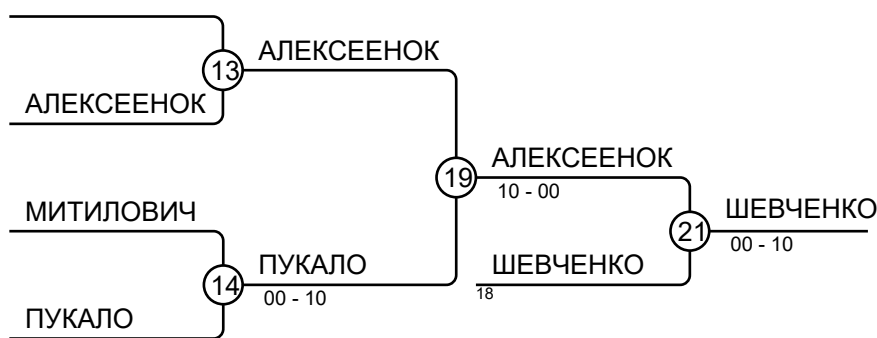 АЛЕКСЕЕНОК
13
АЛЕКСЕЕНОК
АЛЕКСЕЕНОК
19
10 - 00
МИТИЛОВИЧ
ШЕВЧЕНКО
21
00 - 10
ПУКАЛО
14
00 - 10
ШЕВЧЕНКО
18
ПУКАЛО